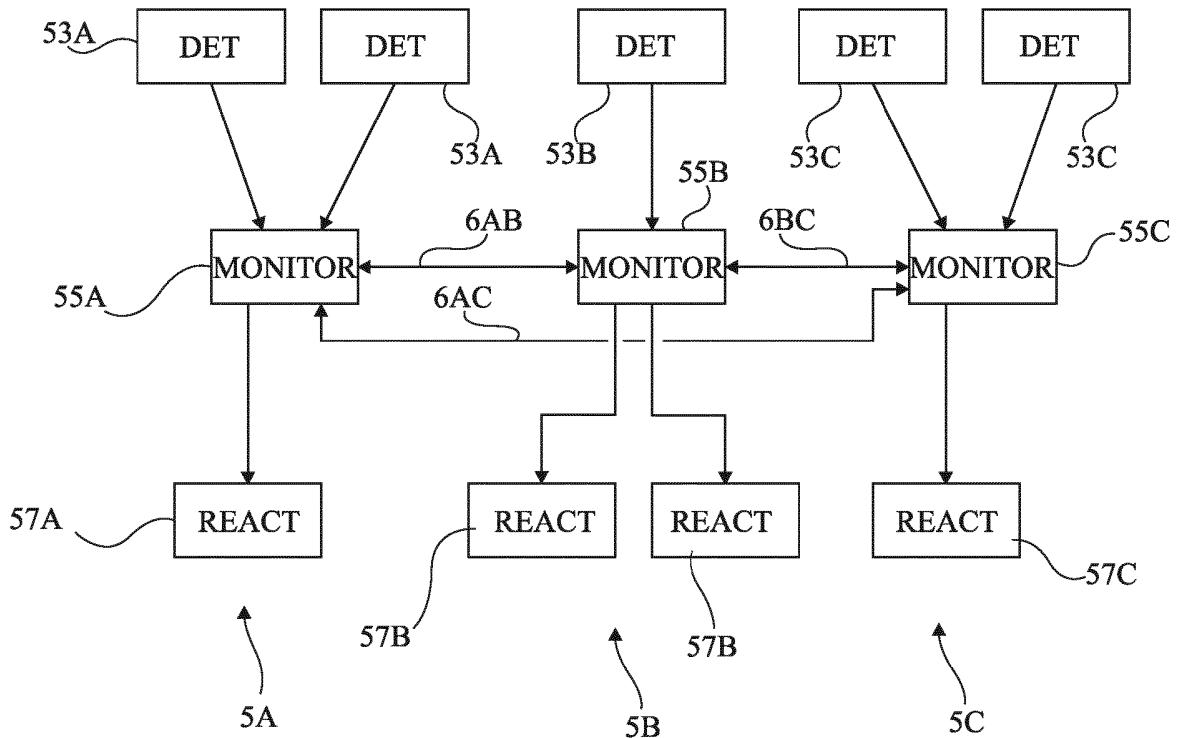 53A
DET
DET
DET
DET
DET
53A
53B
53C
53C
55B
6AB
6BC
55C
MONITOR
MONITOR
MONITOR
55A
6AC
57A
REACT
REACT
REACT
REACT
57C
57B
57B
5A
5B
5C